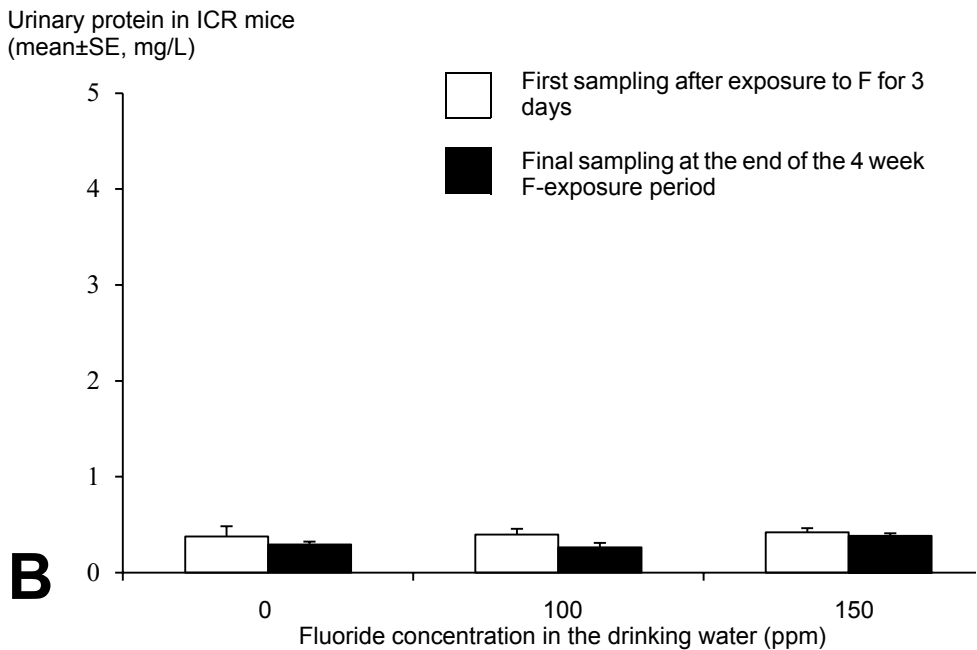 Urinary protein in ICR mice
(mean±SE, mg/L)
First sampling after exposure to F for 3
days
Final sampling at the end of the 4 week
F-exposure period
5
4
3
2
1
0
B
0
100
150
Fluoride concentration in the drinking water (ppm)